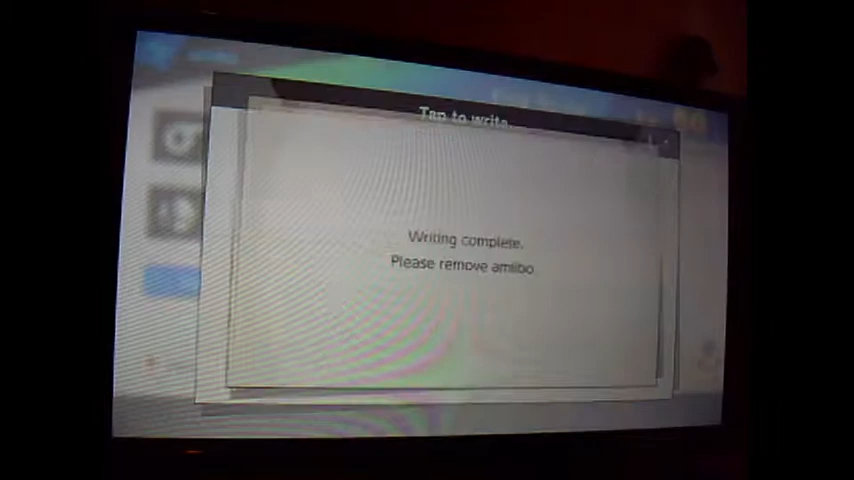 Tap to write.
Writing complete.
Please remove amiibo